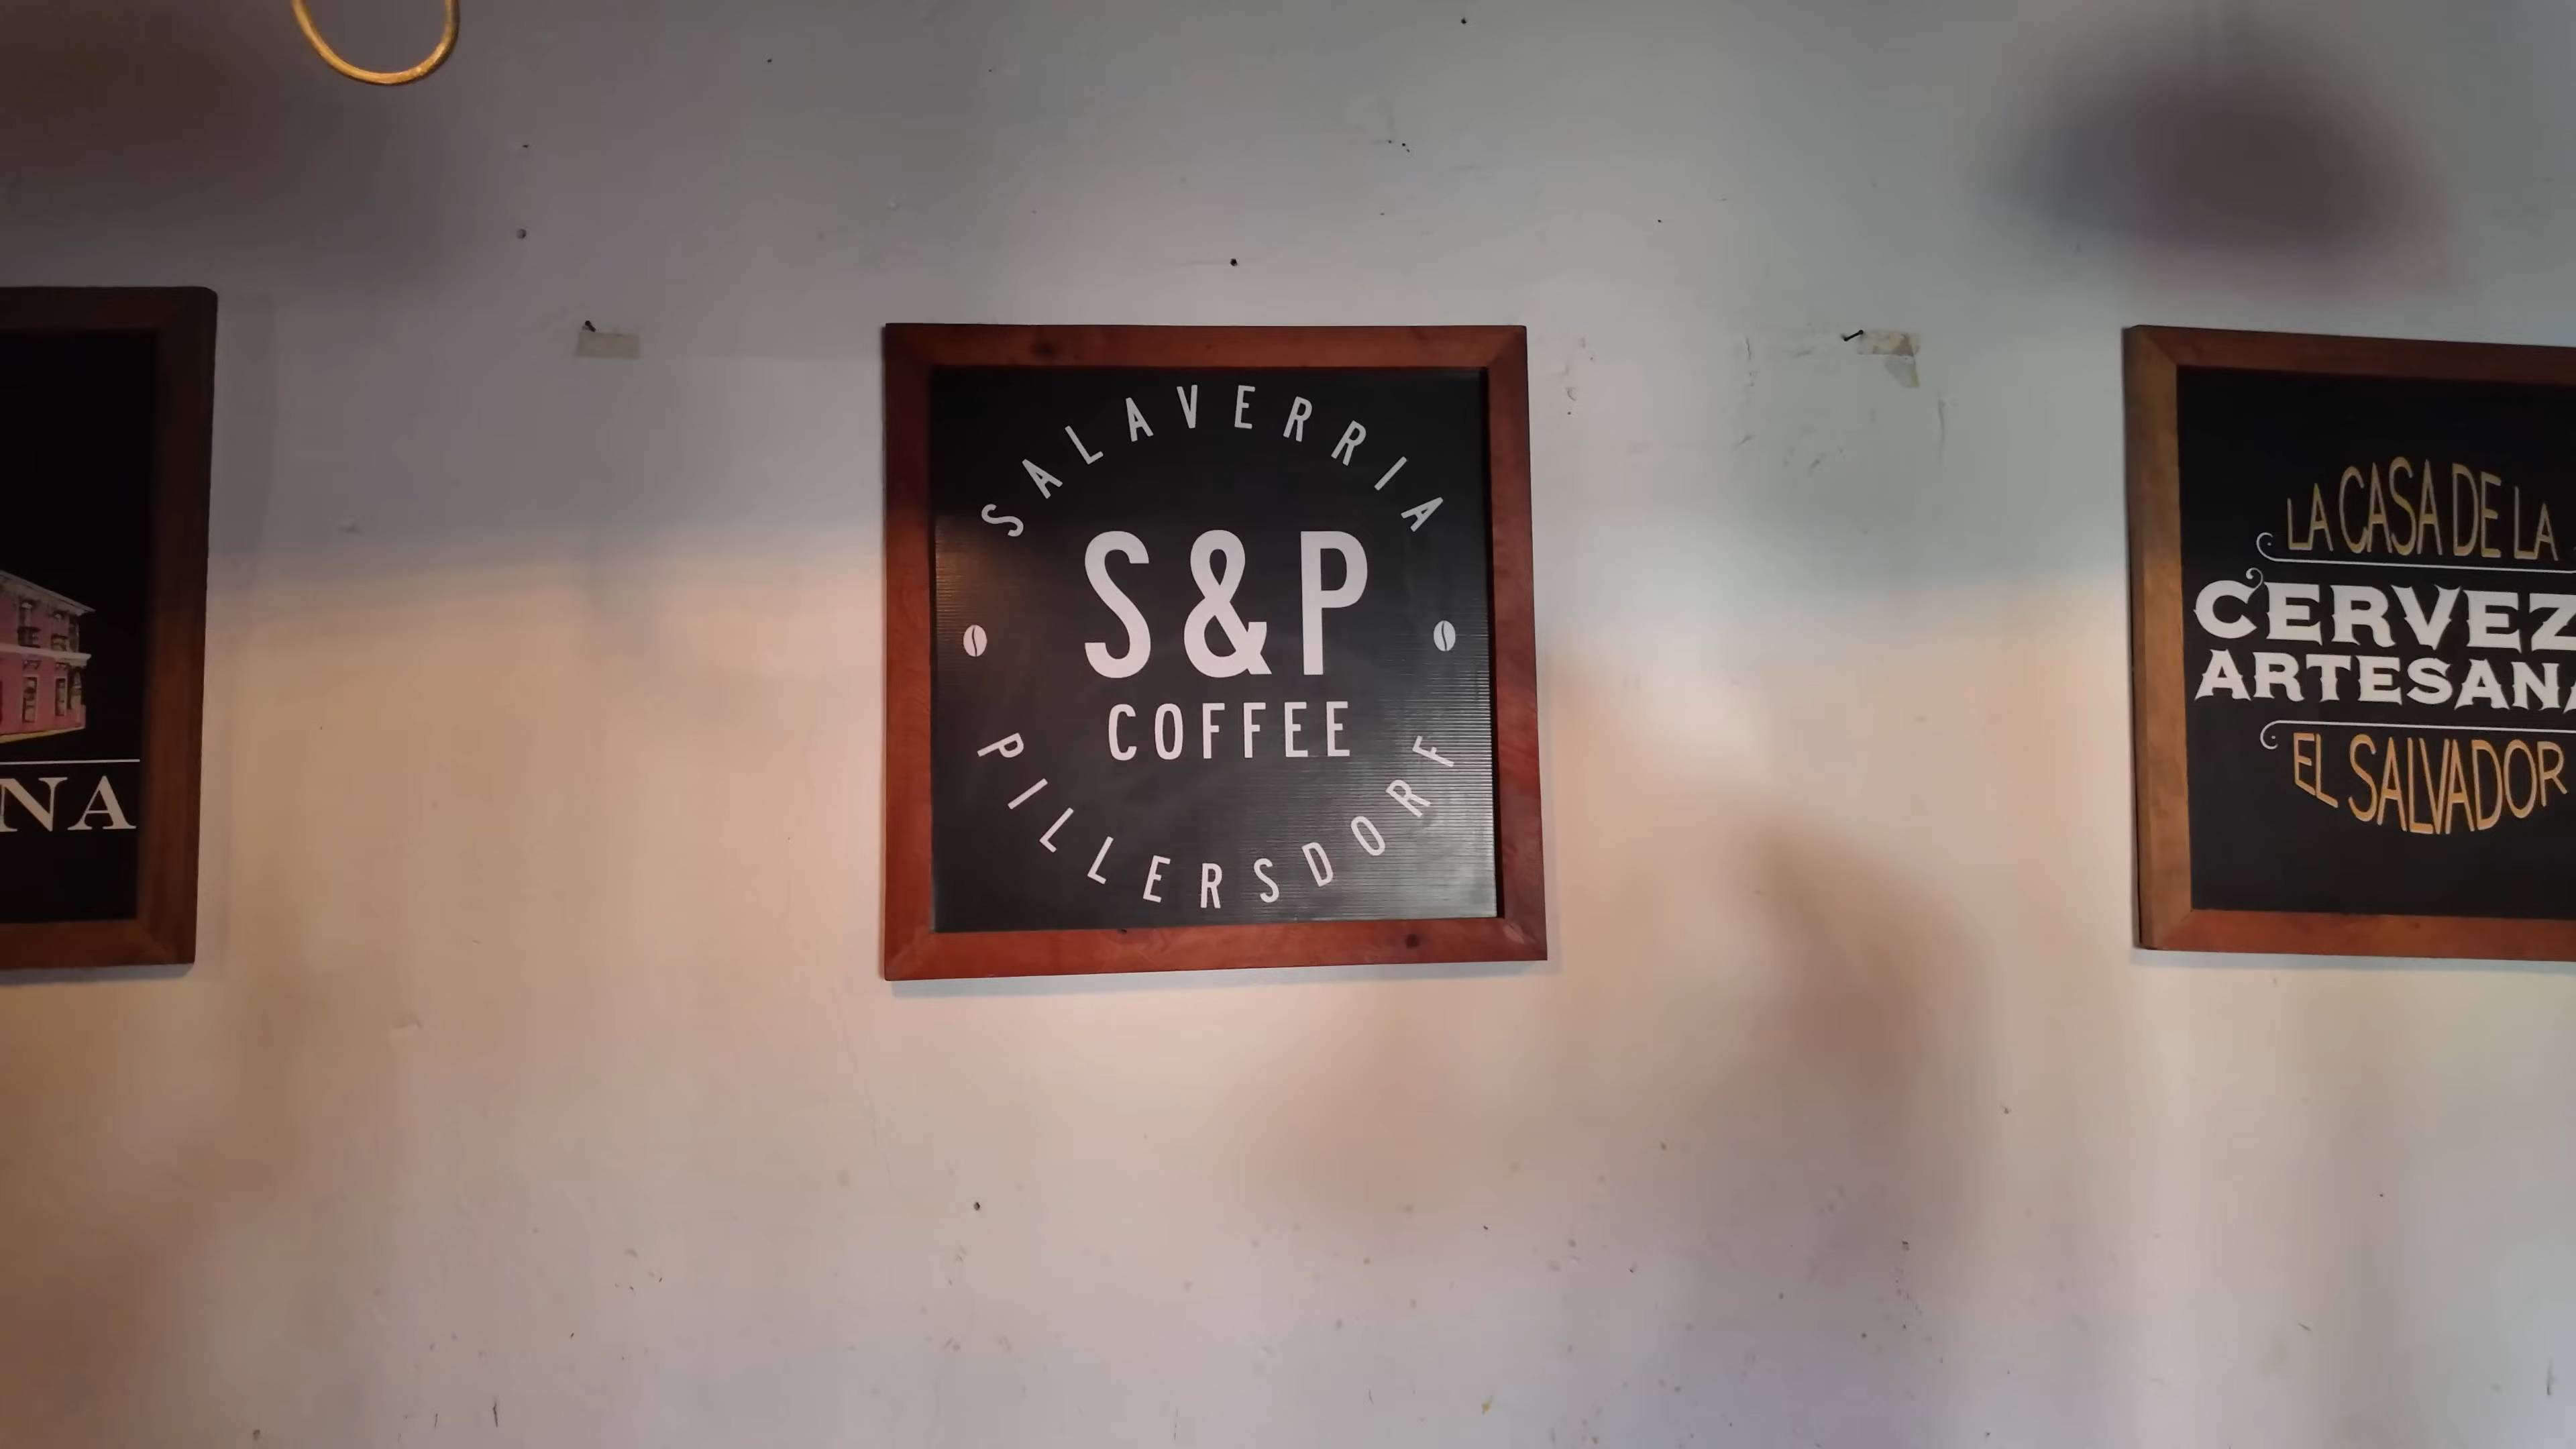 NA
SALAVERRIA
S&P
COFFEE
PILLERSDORF
LA CASA DE LA
CERVEZ
ARTESANA
EL SALVADOR